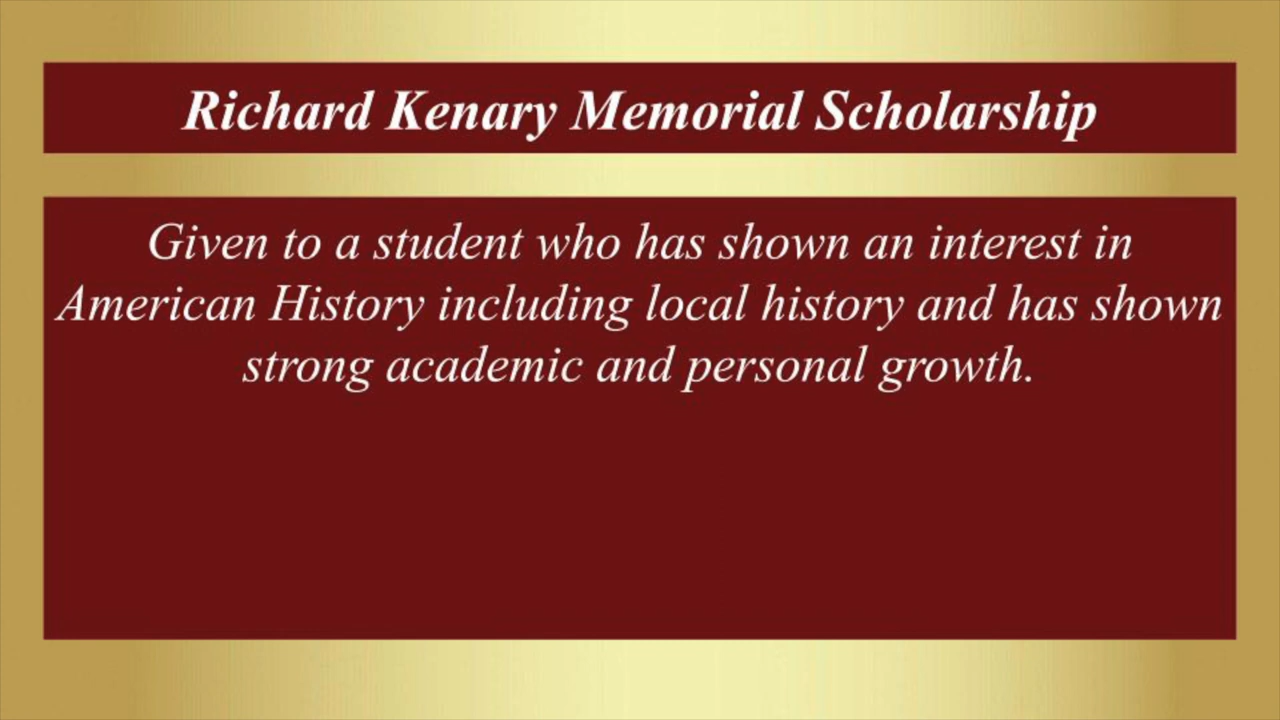 Richard Kenary Memorial Scholarship
Given to a student who has shown an interest in
American History including local history and has shown
strong academic and personal growth.